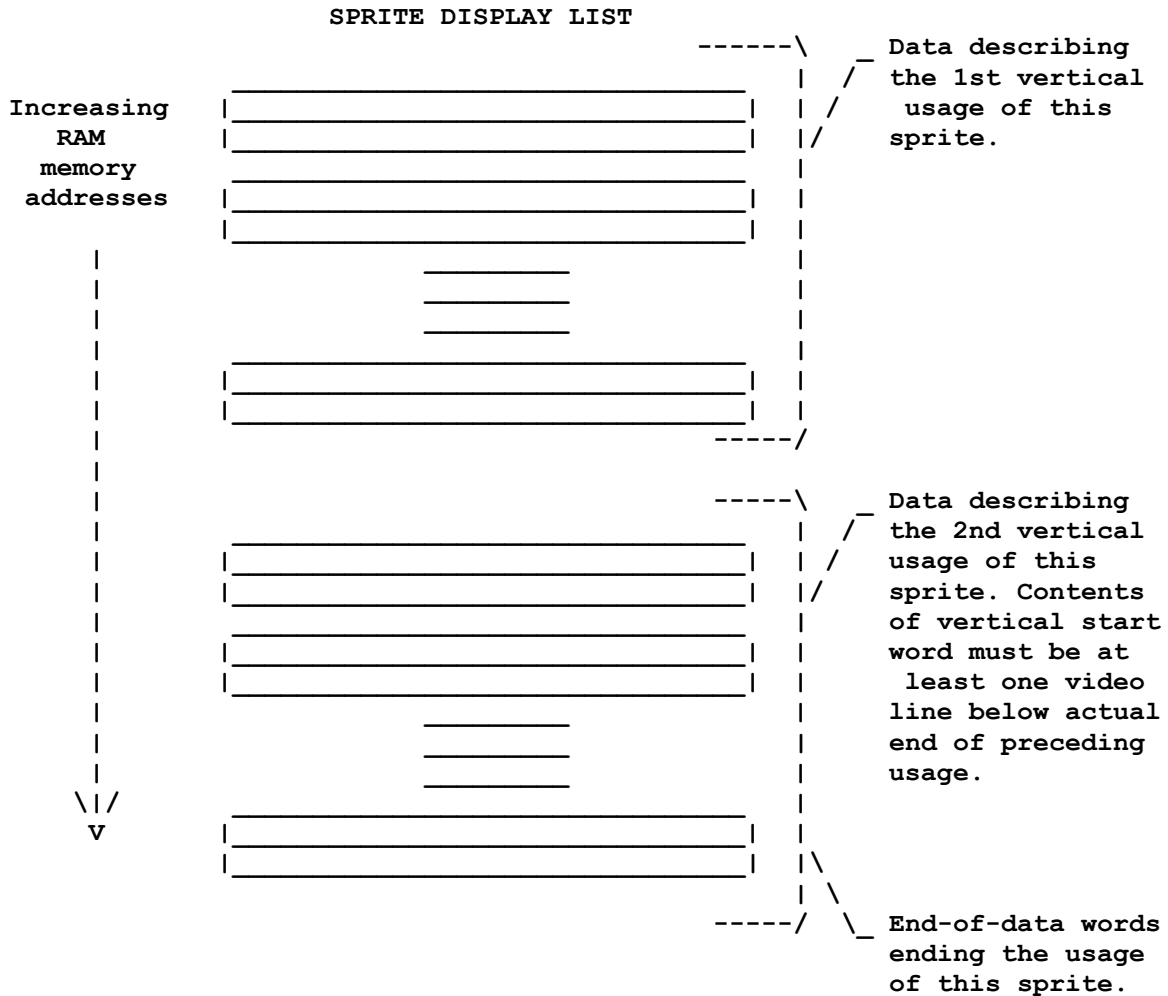 SPRITE DISPLAY LIST
Data describing
the 1st vertical
usage of this
sprite.
Increasing
RAM
memory
addresses
Data describing
the 2nd vertical
usage of this
sprite. Contents
of vertical start
word must be at
least one video
line below actual
end of preceding
usage.
End-of-data words
ending the usage
of this sprite.